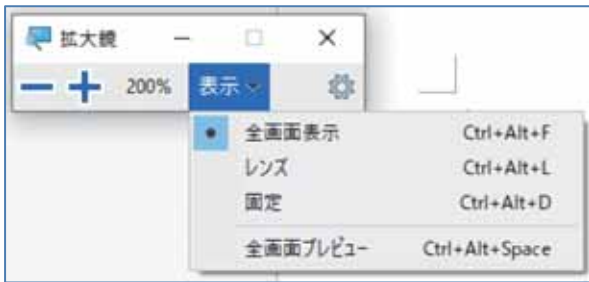 拡大鏡
200% 表示
全画面表示 Ctrl+Alt+F
レンズ Ctrl+Alt+L
固定 Ctrl+Alt+D
全画面プレビュー Ctrl+Alt+Space